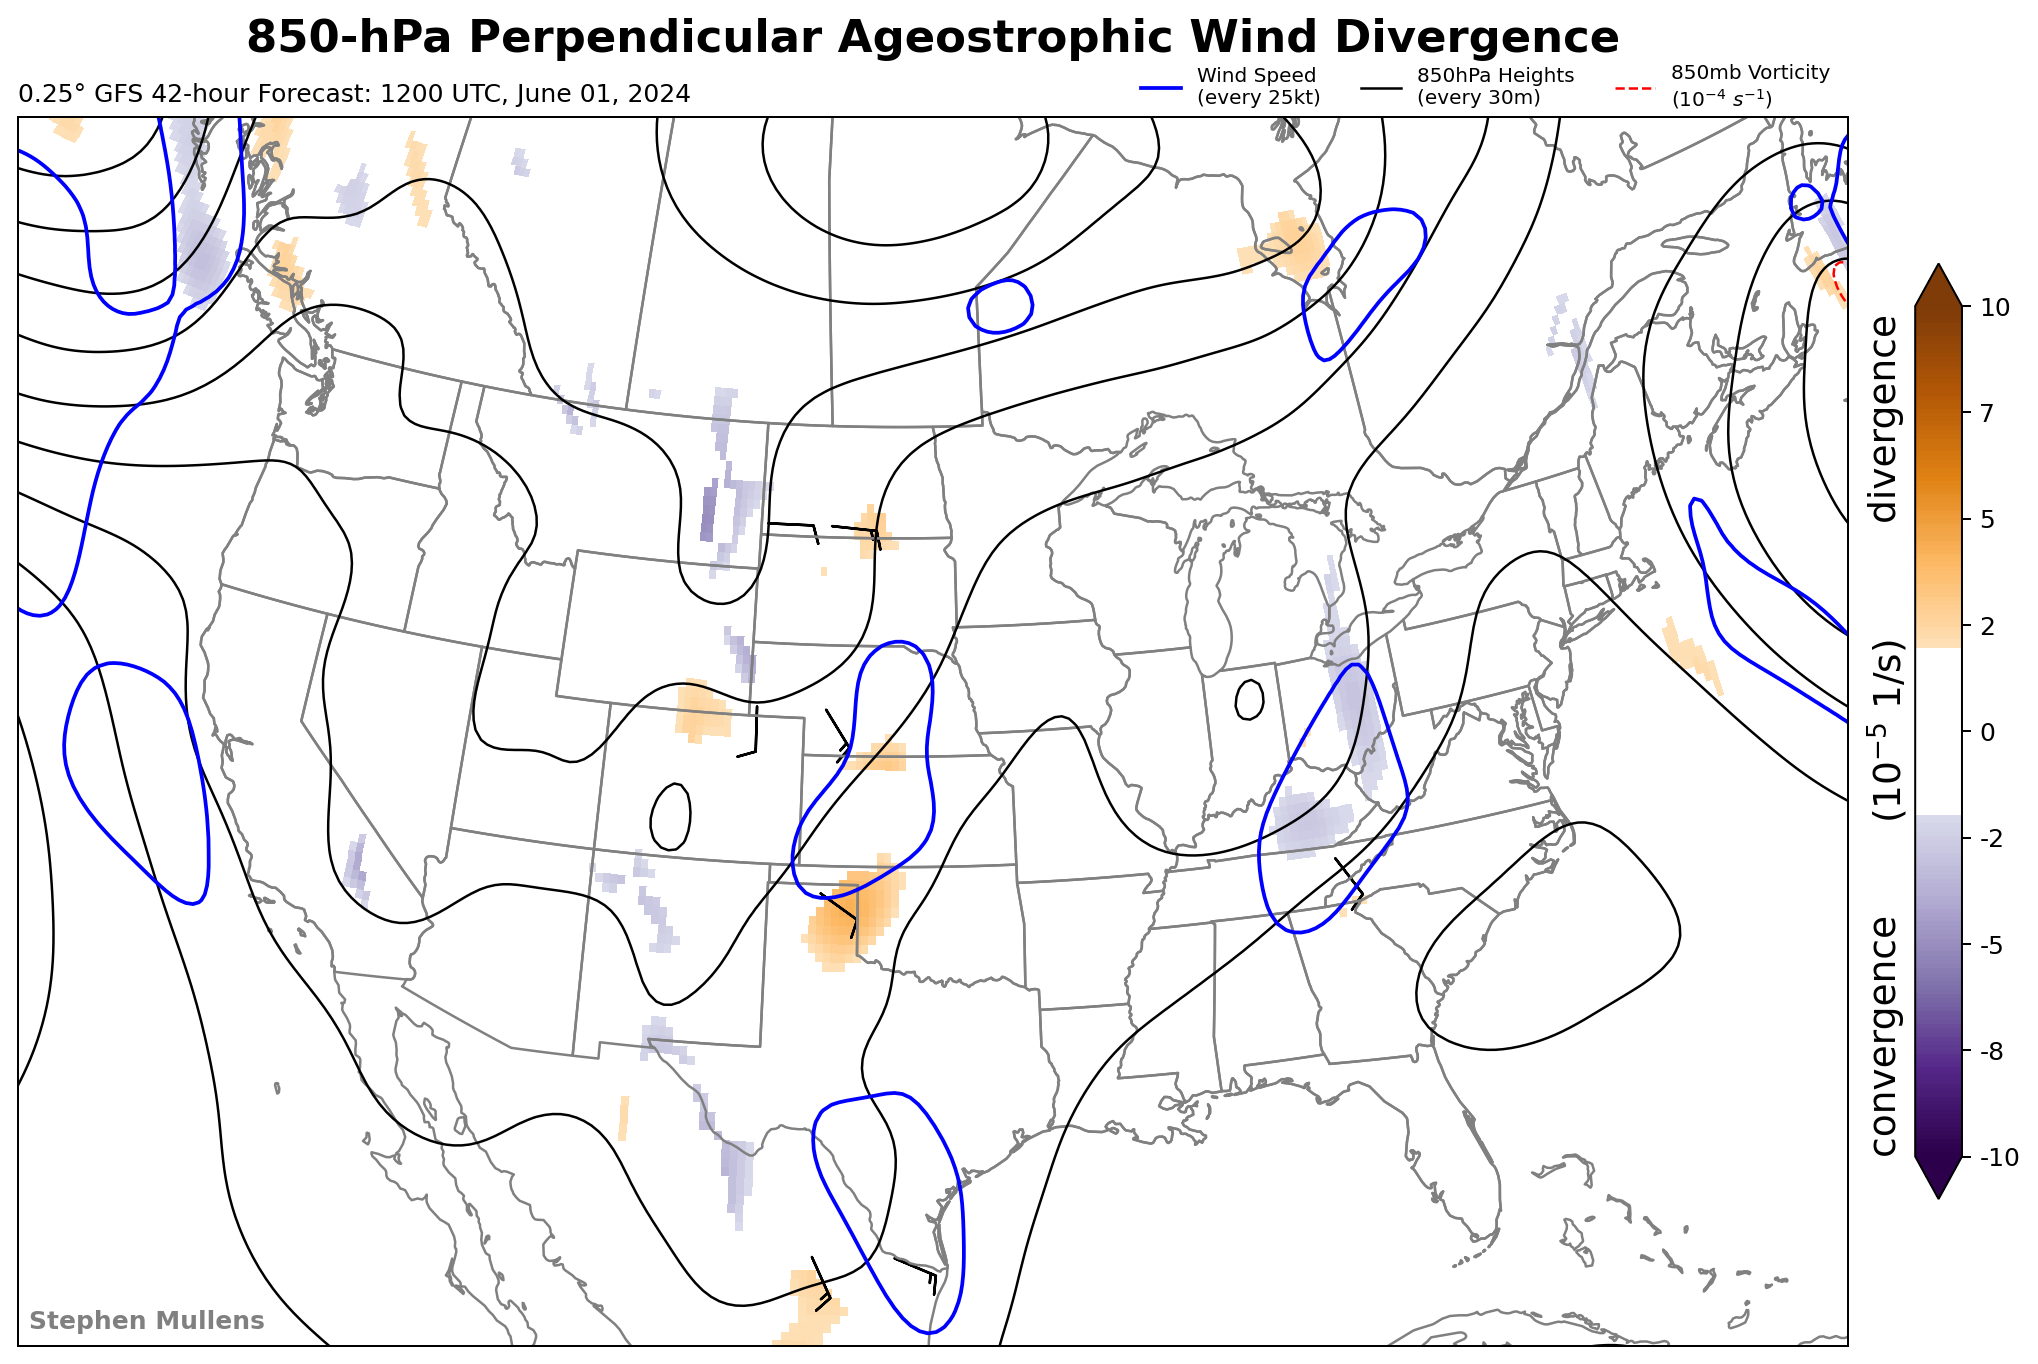 850-hPa Perpendicular Ageostrophic Wind Divergence
0.25° GFS 42-hour Forecast: 1200 UTC, June 01, 2024
Wind Speed
(every 25kt)
850hPa Heights
(every 30m)
850mb Vorticity
(10⁻⁴ s⁻¹)
10
7
5
2
0
-2
-5
-8
-10
convergence (10⁻⁵ 1/s) divergence
Stephen Mullens